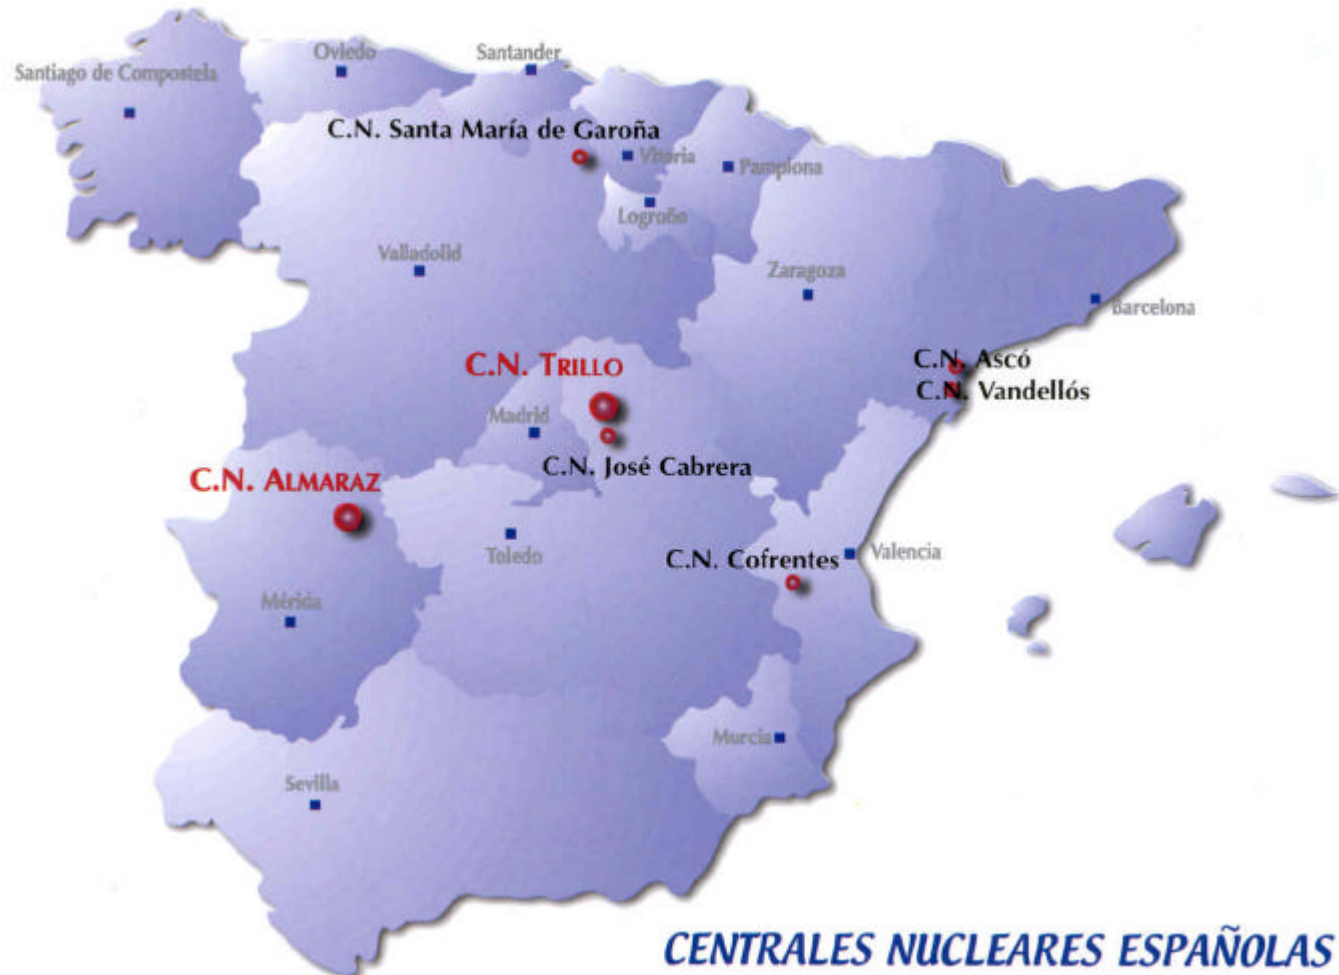 Oviedo
Santander
Santiago de Compostela
C.N. Santa María de Garoña
Vitoria
Pamplona
Logroño
Valladolid
Zaragoza
Barcelona
C.N. TRILLO
C.N. Ascó
C.N. Vandellós
Madrid
C.N. José Cabrera
C.N. ALMARAZ
Toledo
Valencia
C.N. Cofrentes
Mérida
Murcia
Sevilla
CENTRALES NUCLEARES ESPAÑOLAS